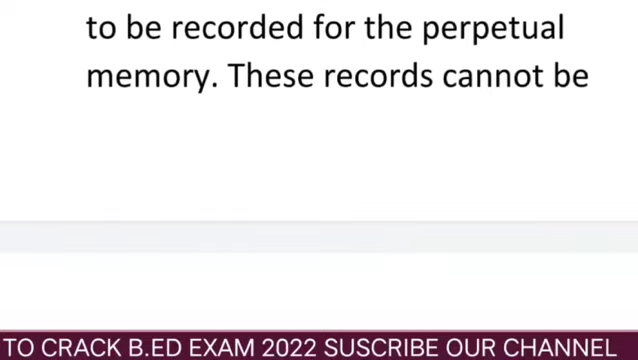 to be recorded for the perpetual
memory. These records cannot be
TO CRACK B.ED EXAM 2022 SUSCRIBE OUR CHANNEL